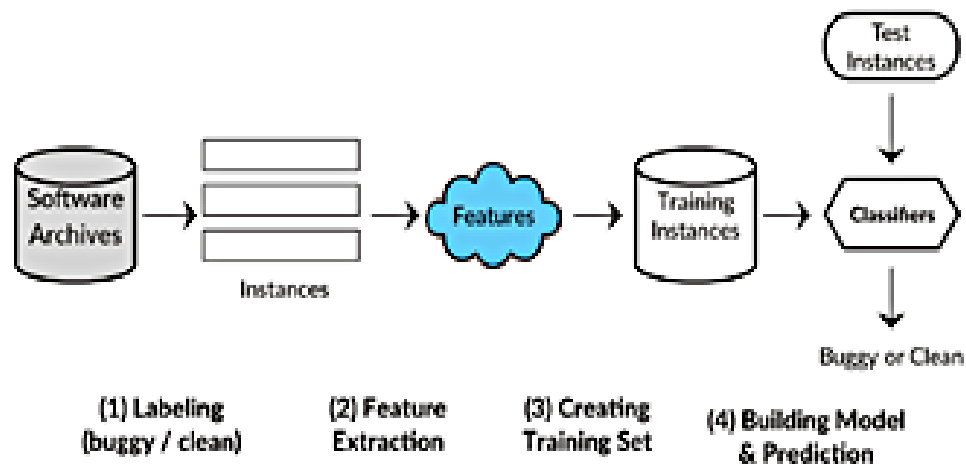 Test
Instances
Software
Archives
Instances
Features
Training
Instances
Classifiers
Buggy or Clean
(1) Labeling
(buggy / clean)
(2) Feature
Extraction
(3) Creating
Training Set
(4) Building Model
& Prediction